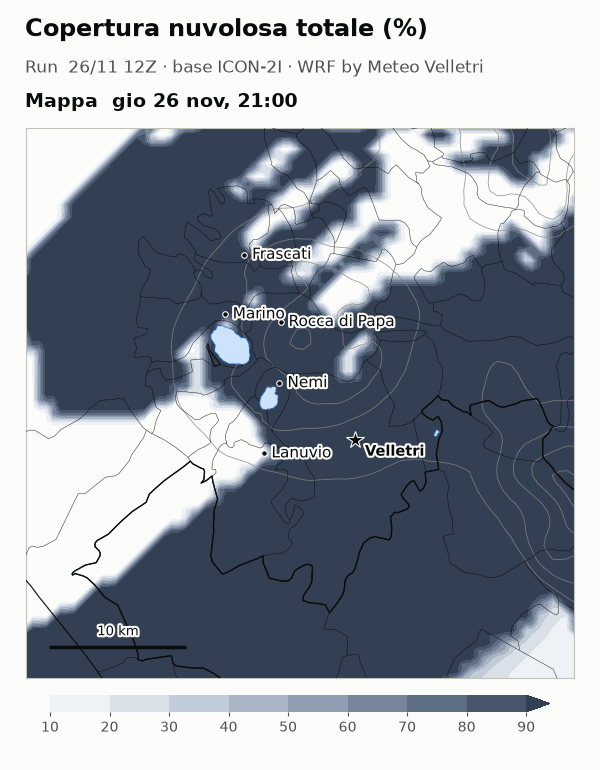 Copertura nuvolosa totale (%)
Run  26/11 12Z · base ICON-2I · WRF by Meteo Velletri
Mappa  gio 26 nov, 21:00
Frascati
Marino
Rocca di Papa
Nemi
Velletri
Lanuvio
10 km
10 20 30 40 50 60 70 80 90